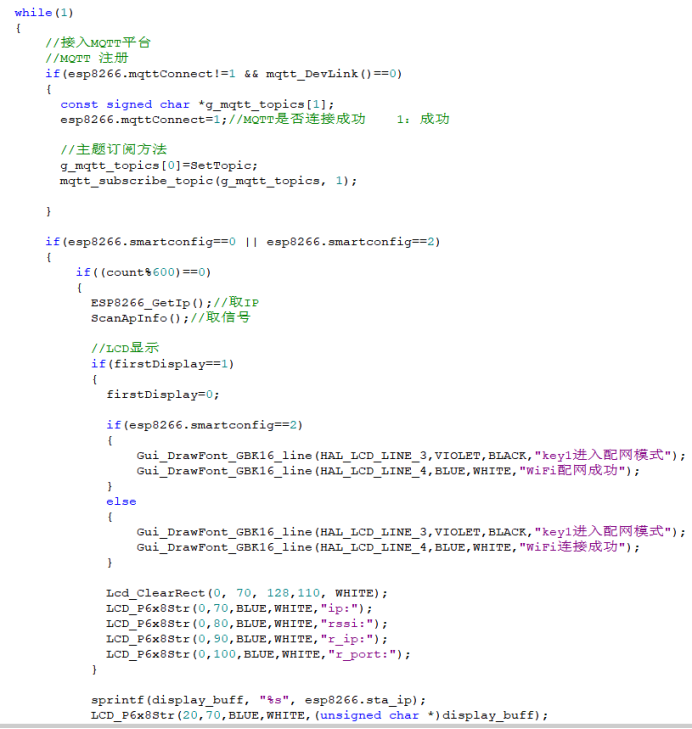 while(1)
{
//接入MQTT平台
//MQTT 注册
if(esp8266.mqttConnect!=1 && mqtt_DevLink()==0)
{
const signed char *g_mqtt_topics[1];
esp8266.mqttConnect=1;//MQTT是否连接成功 1：成功
//主题订阅方法
g_mqtt_topics[0]=SetTopic;
mqtt_subscribe_topic(g_mqtt_topics, 1);
}
if(esp8266.smartconfig==0 || esp8266.smartconfig==2)
{
if((count%600)==0)
{
ESP8266_GetIp();//取IP
ScanApInfo();//取信号
//LCD显示
if(firstDisplay==1)
{
firstDisplay=0;
if(esp8266.smartconfig==2)
{
Gui_DrawFont_GBK16_line(HAL_LCD_LINE_3,VIOLET,BLACK,"key1进入配网模式");
Gui_DrawFont_GBK16_line(HAL_LCD_LINE_4,BLUE,WHITE,"WiFi配网成功");
}
else
{
Gui_DrawFont_GBK16_line(HAL_LCD_LINE_3,VIOLET,BLACK,"key1进入配网模式");
Gui_DrawFont_GBK16_line(HAL_LCD_LINE_4,BLUE,WHITE,"WiFi连接成功");
}
Lcd_ClearRect(0, 70, 128,110, WHITE);
LCD_P6x8Str(0,70,BLUE,WHITE,"ip:");
LCD_P6x8Str(0,80,BLUE,WHITE,"rssi:");
LCD_P6x8Str(0,90,BLUE,WHITE,"r_ip:");
LCD_P6x8Str(0,100,BLUE,WHITE,"r_port:");
}
sprintf(display_buff, "%s", esp8266.sta_ip);
LCD_P6x8Str(20,70,BLUE,WHITE,(unsigned char *)display_buff);